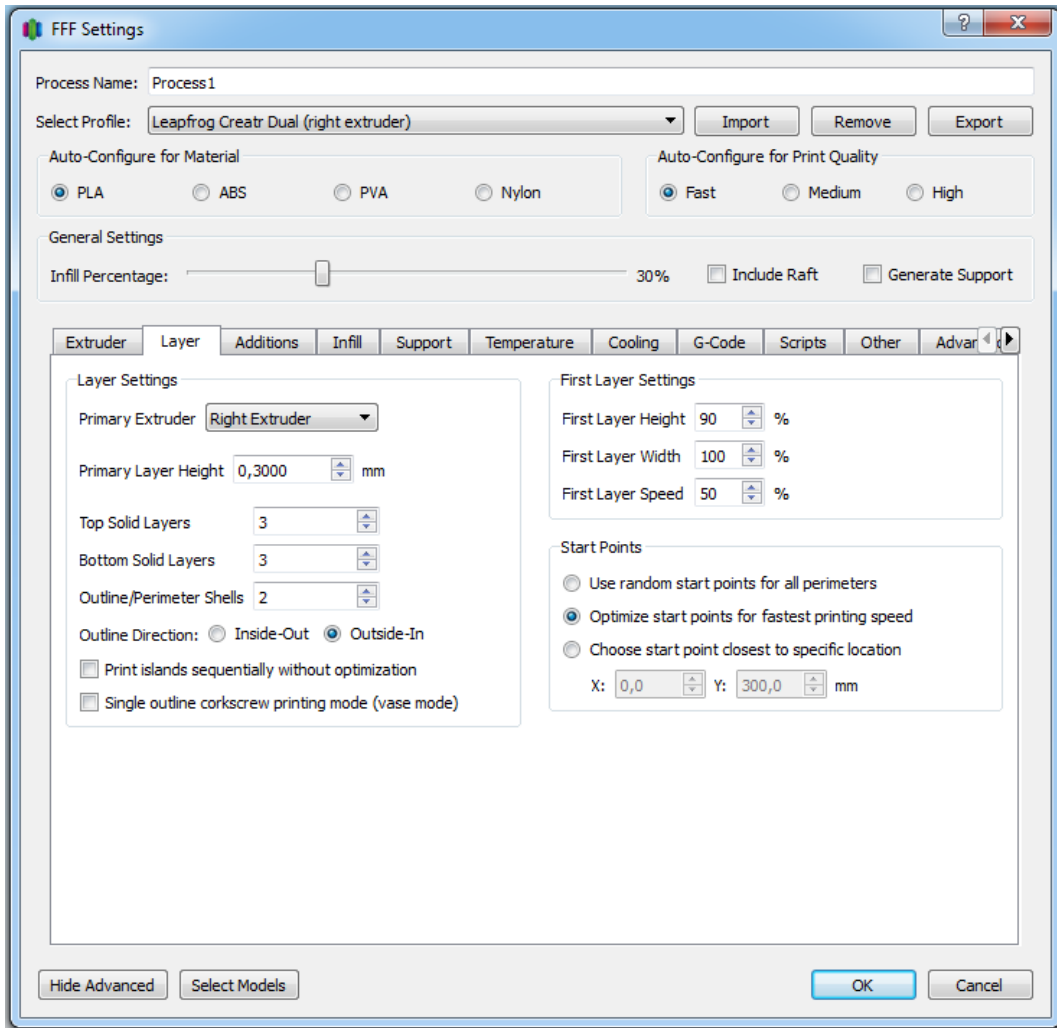 FFF Settings
Process Name: Process1
Select Profile: Leapfrog Creatr Dual (right extruder) Import Remove Export
Auto-Configure for Material Auto-Configure for Print Quality
PLA ABS PVA Nylon Fast Medium High
General Settings
Infill Percentage: 30% Include Raft Generate Support
Extruder Layer Additions Infill Support Temperature Cooling G-Code Scripts Other
Layer Settings
Primary Extruder Right Extruder
Primary Layer Height 0,3000 mm
Top Solid Layers 3
Bottom Solid Layers 3
Outline/Perimeter Shells 2
Outline Direction: Inside-Out Outside-In
Print islands sequentially without optimization
Single outline corkscrew printing mode (vase mode)
First Layer Settings
First Layer Height 90 %
First Layer Width 100 %
First Layer Speed 50 %
Start Points
Use random start points for all perimeters
Optimize start points for fastest printing speed
Choose start point closest to specific location
X: 0,0 Y: 300,0 mm
Hide Advanced Select Models OK Cancel